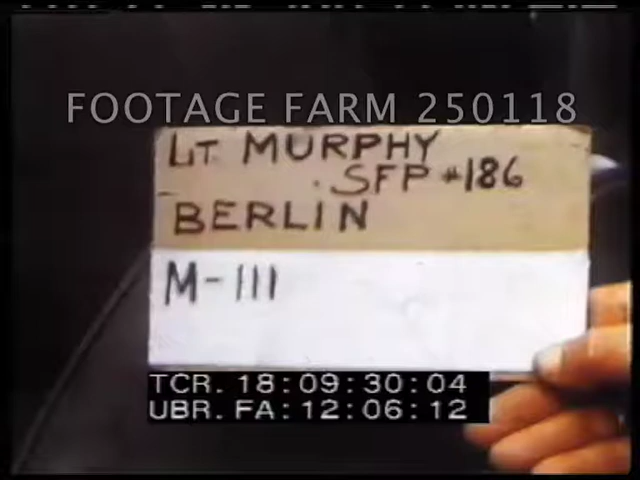 FOOTAGE FARM 250118
LT MURPHY
SFP #186
BERLIN
M-111
TCR. 18:09:30:04
UBR. FA: 12:06:12